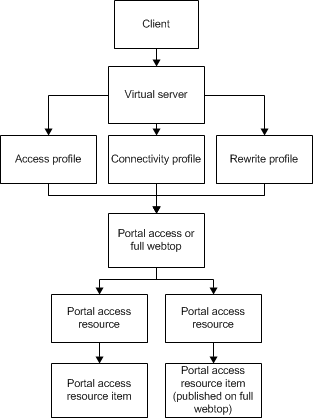 Client
Virtual server
Access profile
Connectivity profile
Rewrite profile
Portal access or
full webtop
Portal access
resource
Portal access
resource
Portal access
resource item
Portal access
resource item
(published on full
webtop)